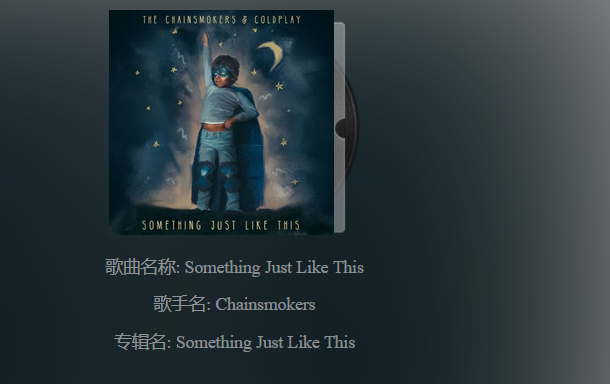 THE CHAINSMOKERS & COLDPLAY
SOMETHING JUST LIKE THIS
歌曲名称: Something Just Like This
歌手名: Chainsmokers
专辑名: Something Just Like This